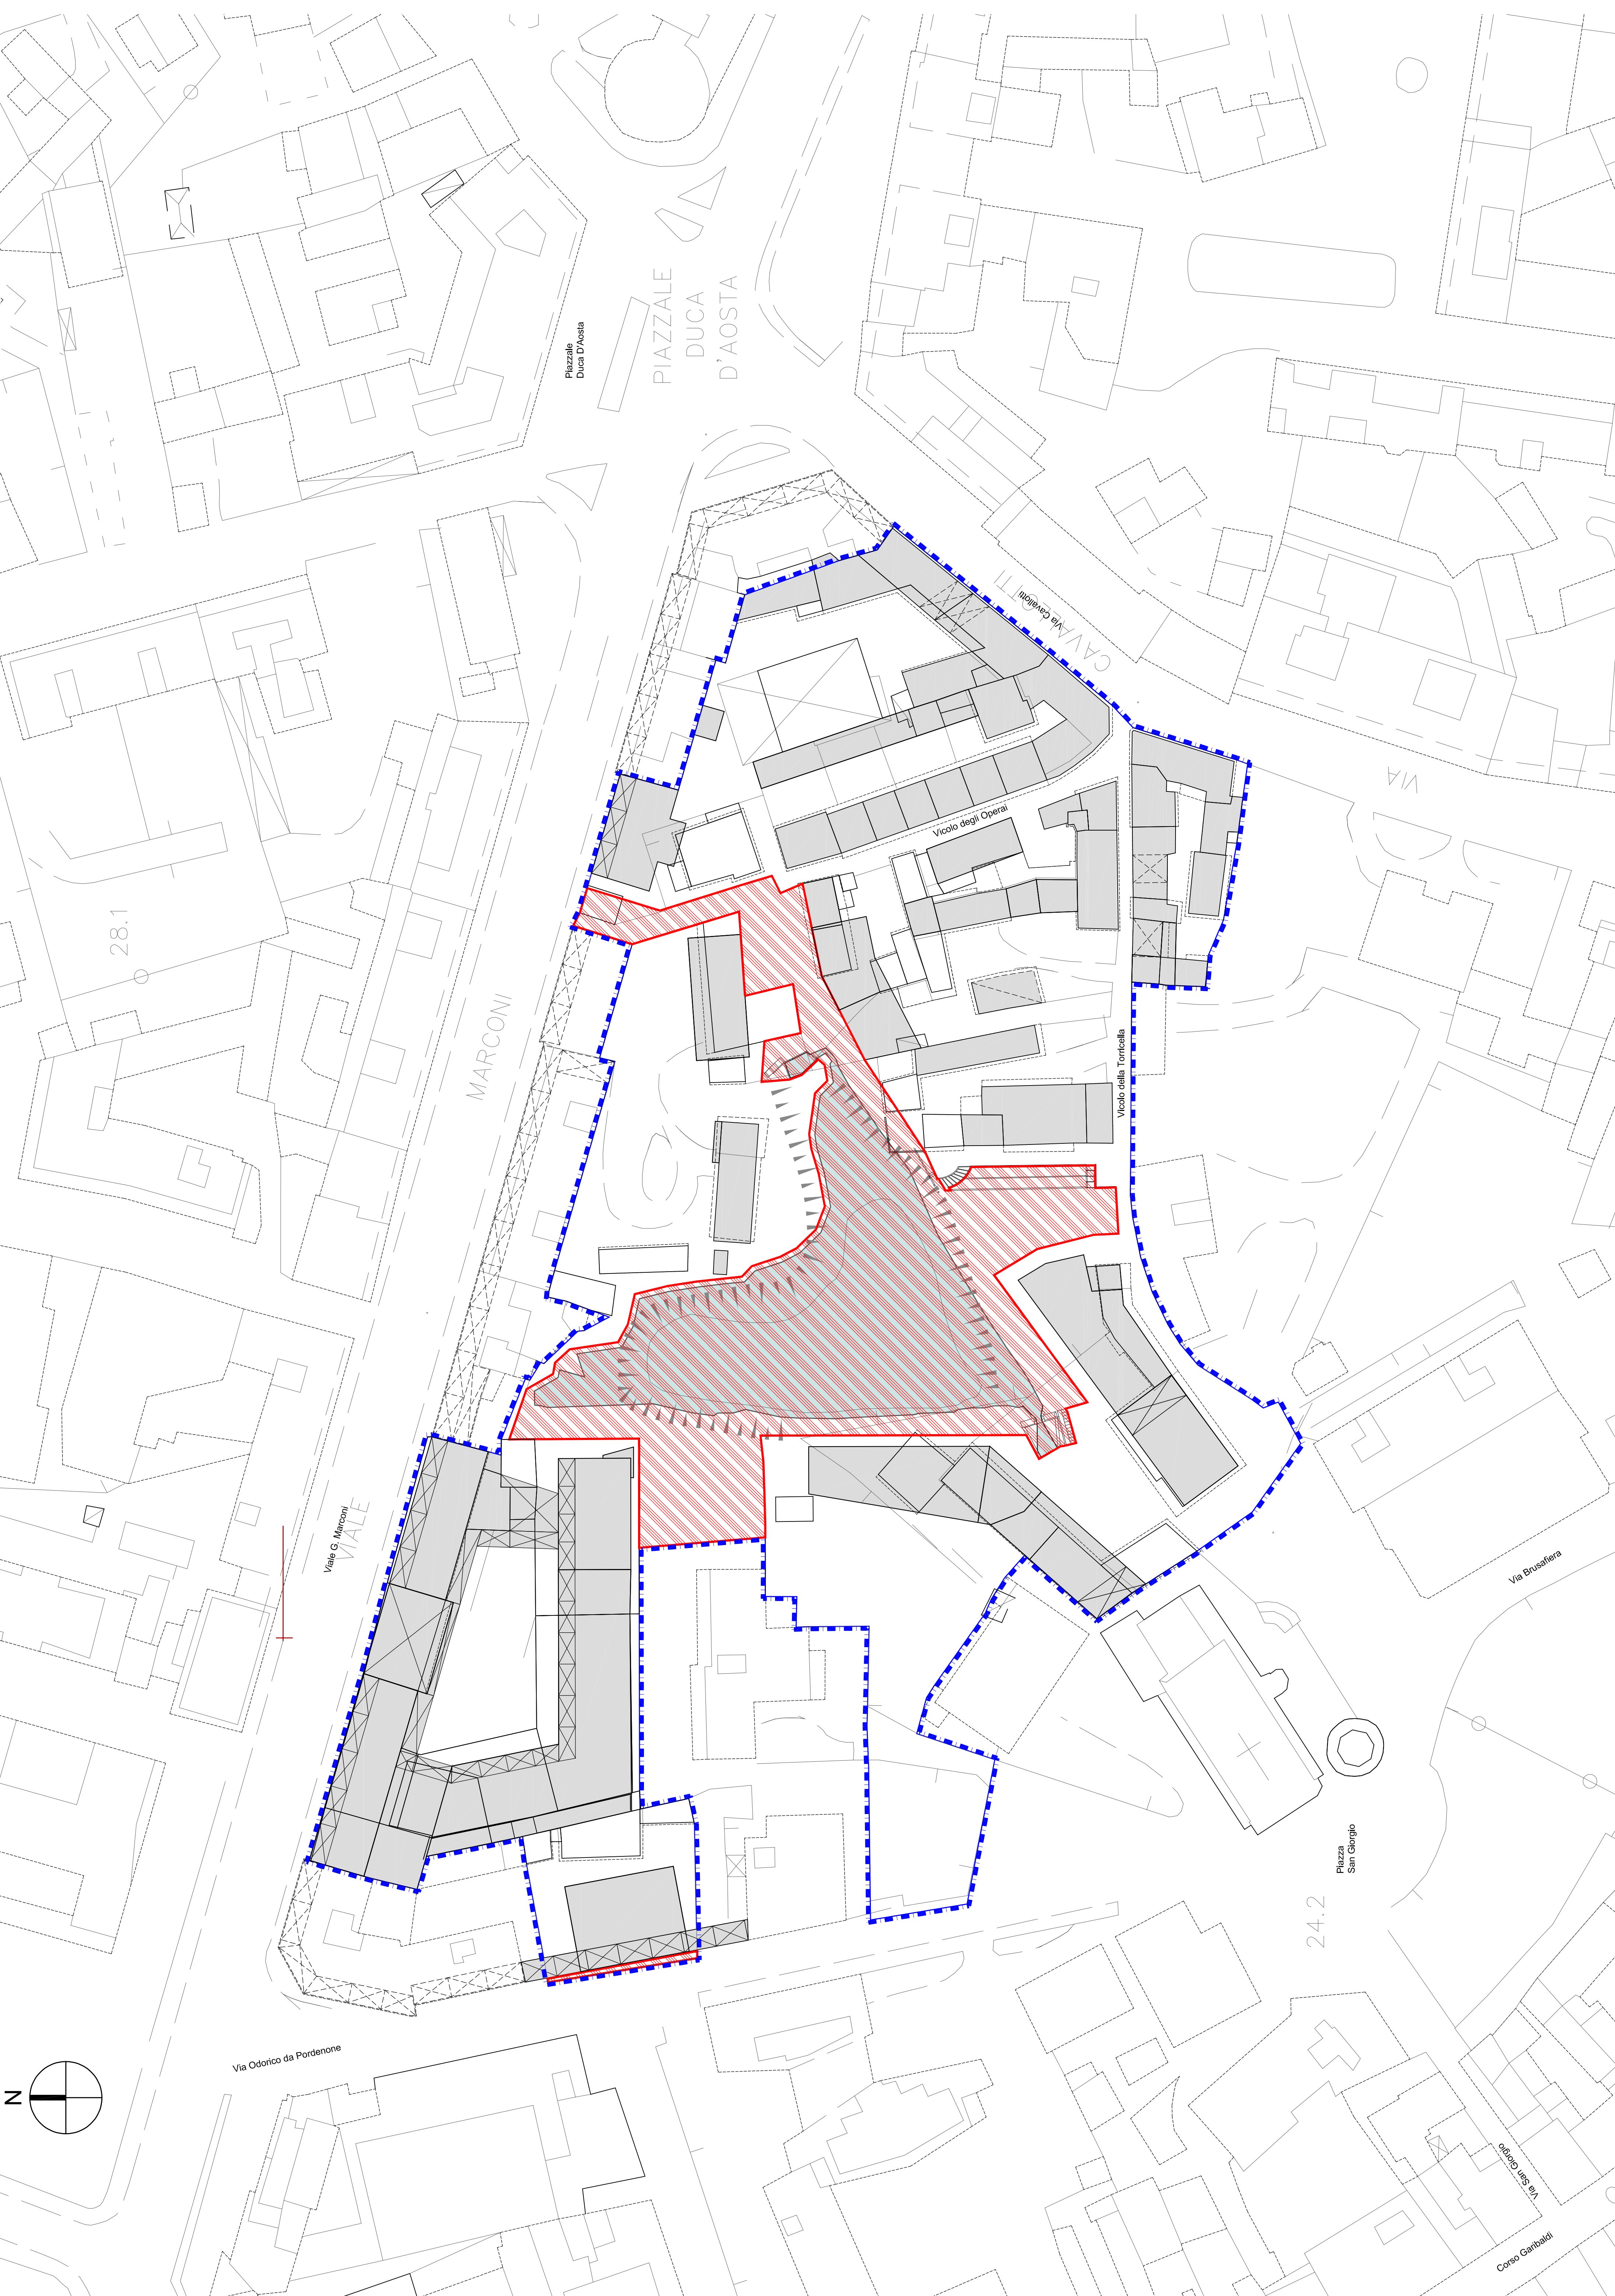 PIAZZALE
DUCA
D'AOSTA
Piazzale
Duca D'Aosta
CAVALLOTTI
Via Cavallotti
VIA
Vicolo degli Operai
28.1
MARCONI
Vicolo della Torricella
VIALE
Viale G. Marconi
Via Brusafiera
Piazza
San Giorgio
24.2
Via Odorico da Pordenone
N
Via San Giorgio
Corso Garibaldi